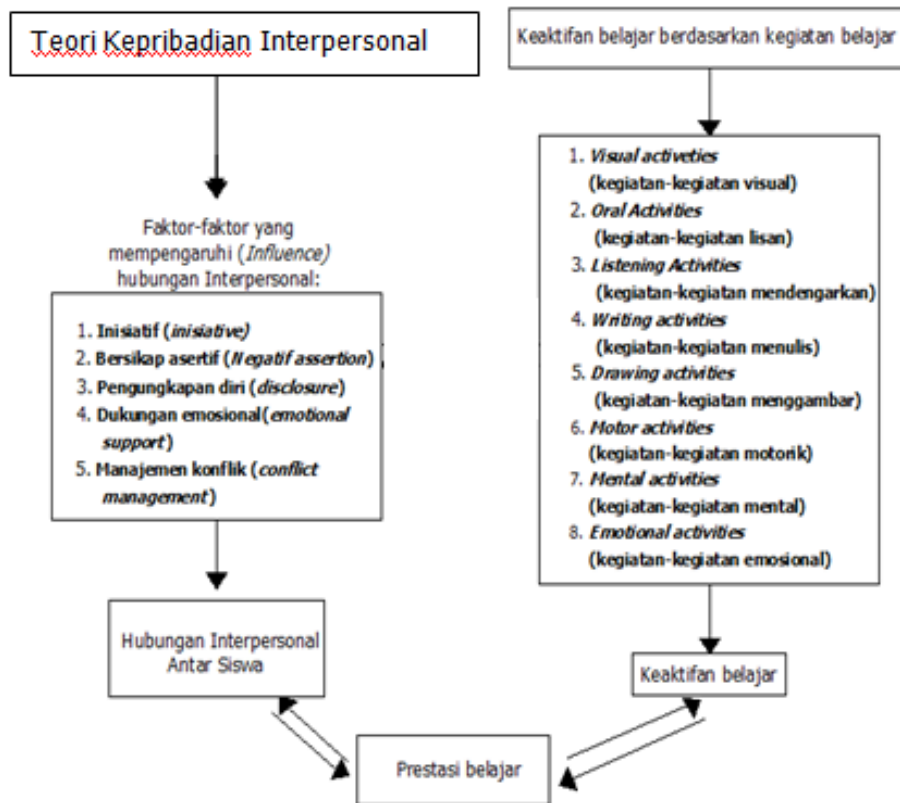 Teori Kepribadian Interpersonal
Faktor-faktor yang
mempengaruhi (Influence)
hubungan Interpersonal:
1. Inisiatif (inisiative)
2. Bersikap asertif (Negatif assertion)
3. Pengungkapan diri (disclosure)
4. Dukungan emosional(emotional
support)
5. Manajemen konflik (conflict
management)
Hubungan Interpersonal
Antar Siswa
Keaktifan belajar berdasarkan kegiatan belajar
1. Visual activeties
(kegiatan-kegiatan visual)
2. Oral Activities
(kegiatan-kegiatan lisan)
3. Listening Activities
(kegiatan-kegiatan mendengarkan)
4. Writing activities
(kegiatan-kegiatan menulis)
5. Drawing activities
(kegiatan-kegiatan menggambar)
6. Motor activities
(kegiatan-kegiatan motorik)
7. Mental activities
(kegiatan-kegiatan mental)
8. Emotional activities
(kegiatan-kegiatan emosional)
Keaktifan belajar
Prestasi belajar